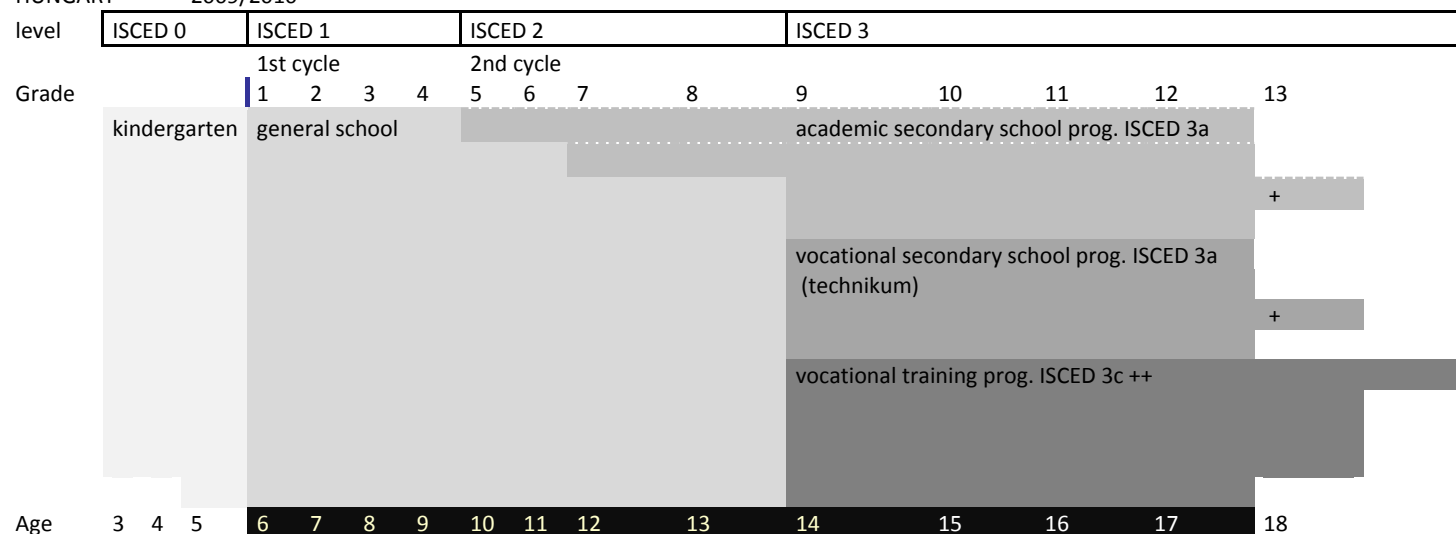 level ISCED 0 ISCED 1 ISCED 2 ISCED 3
1st cycle 2nd cycle
Grade 1 2 3 4 5 6 7 8 9 10 11 12 13
kindergarten general school academic secondary school prog. ISCED 3a
+
vocational secondary school prog. ISCED 3a
(technikum)
+
vocational training prog. ISCED 3c ++
Age 3 4 5 6 7 8 9 10 11 12 13 14 15 16 17 18